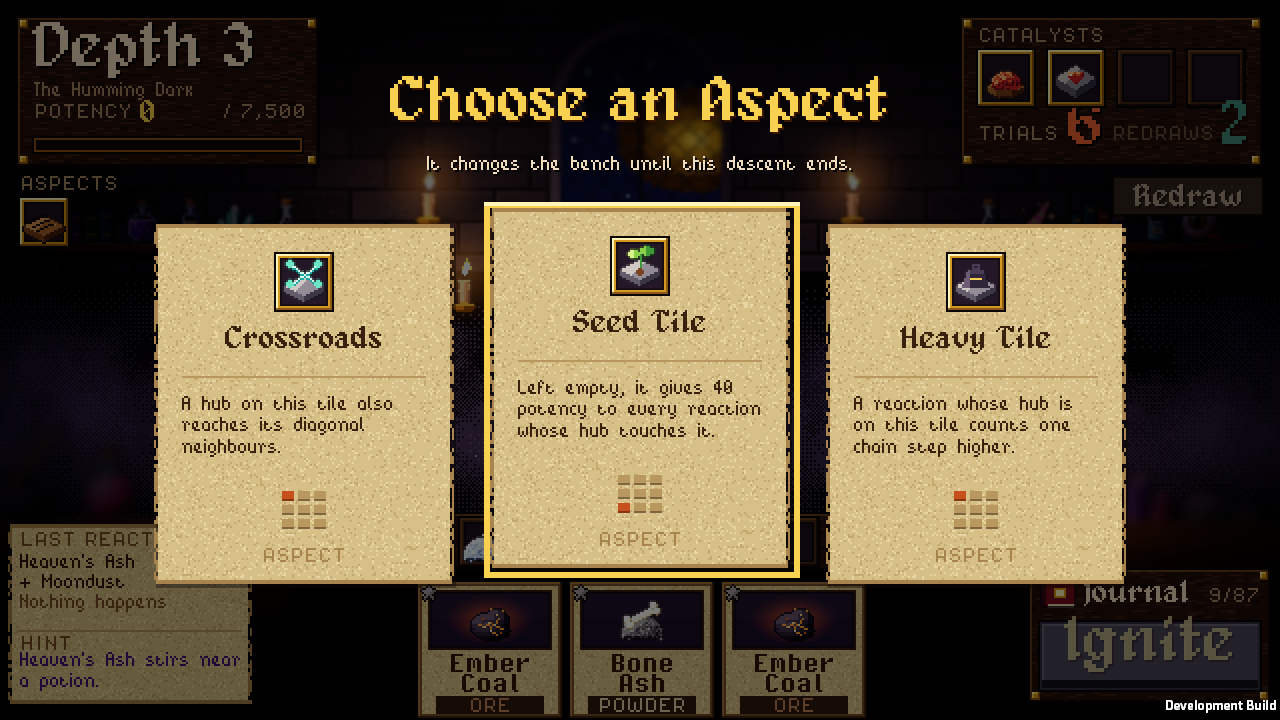 Depth 3
The Humming Dark
POTENCY 0 / 7,500
ASPECTS
CATALYSTS
TRIALS 6 REDRAWS 2
Redraw
Choose an Aspect
It changes the bench until this descent ends.
Crossroads
A hub on this tile also
reaches its diagonal
neighbours.
ASPECT
Seed Tile
Left empty, it gives 40
potency to every reaction
whose hub touches it.
ASPECT
Heavy Tile
A reaction whose hub is
on this tile counts one
chain step higher.
ASPECT
LAST REACT
Heaven's Ash
+ Moondust
Nothing happens
HINT
Heaven's Ash stirs near
a potion.
Ember
Coal
ORE
Bone
Ash
POWDER
Ember
Coal
ORE
Journal 9/87
Ignite
Development Build